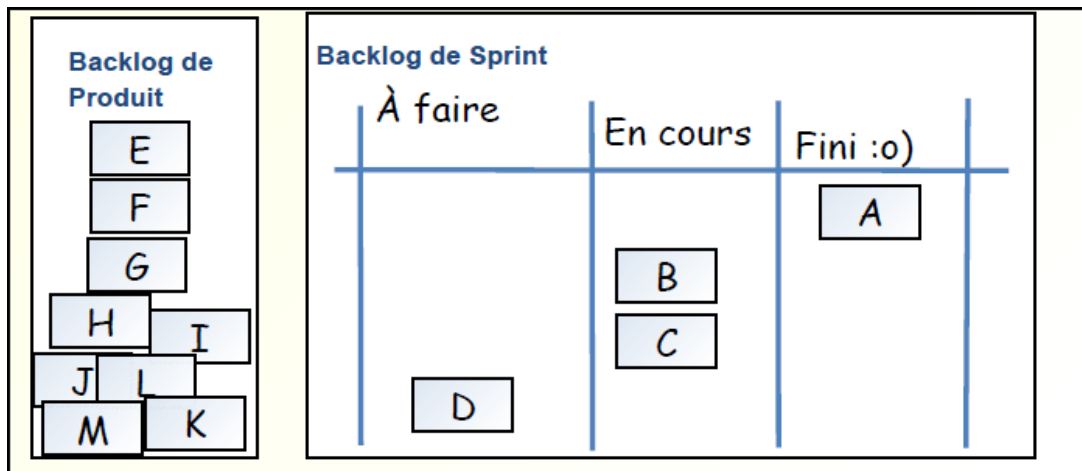 Backlog de
Produit
E
F
G
H
I
J
L
M
K
Backlog de Sprint
À faire
En cours
Fini :o)
A
B
C
D